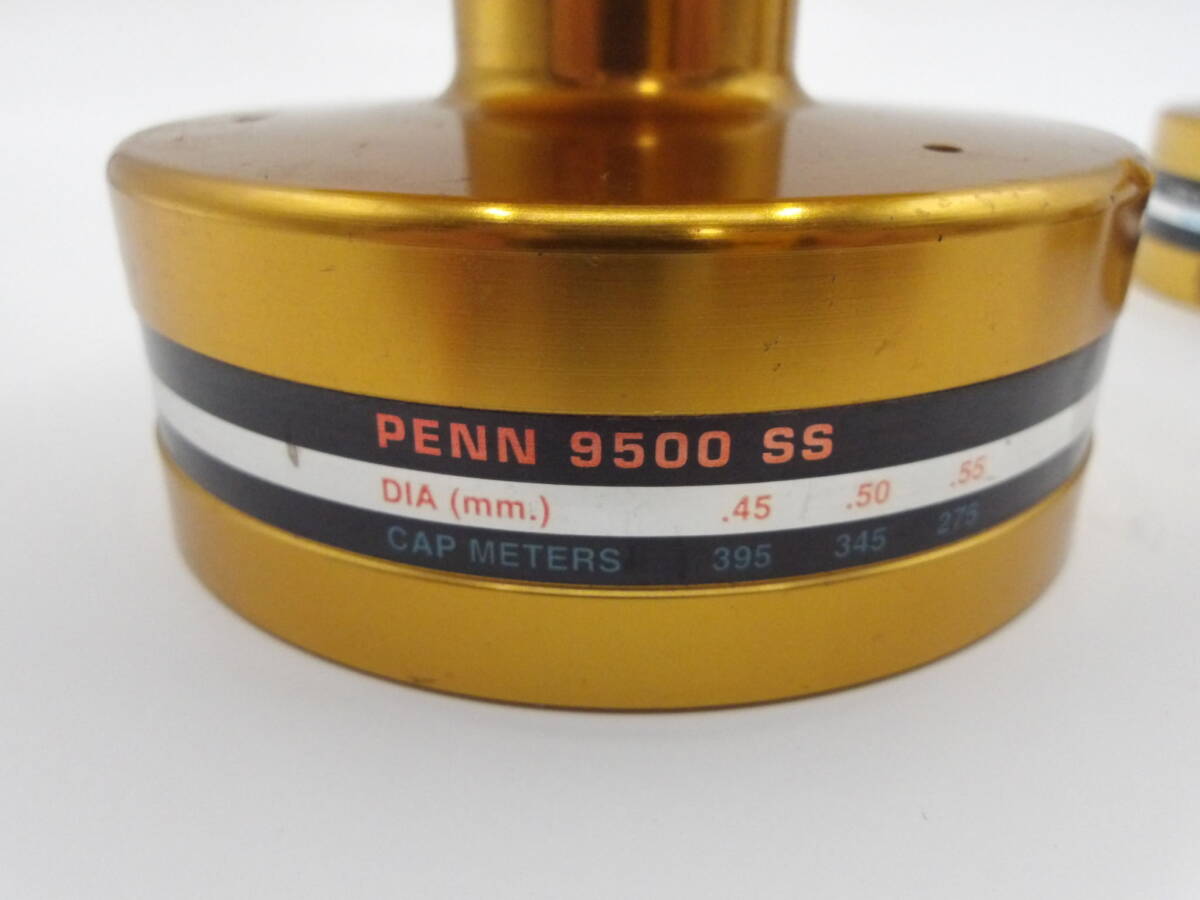 PENN 9500 SS
DIA (mm.) .45 .50 .55
CAP METERS 395 345 275